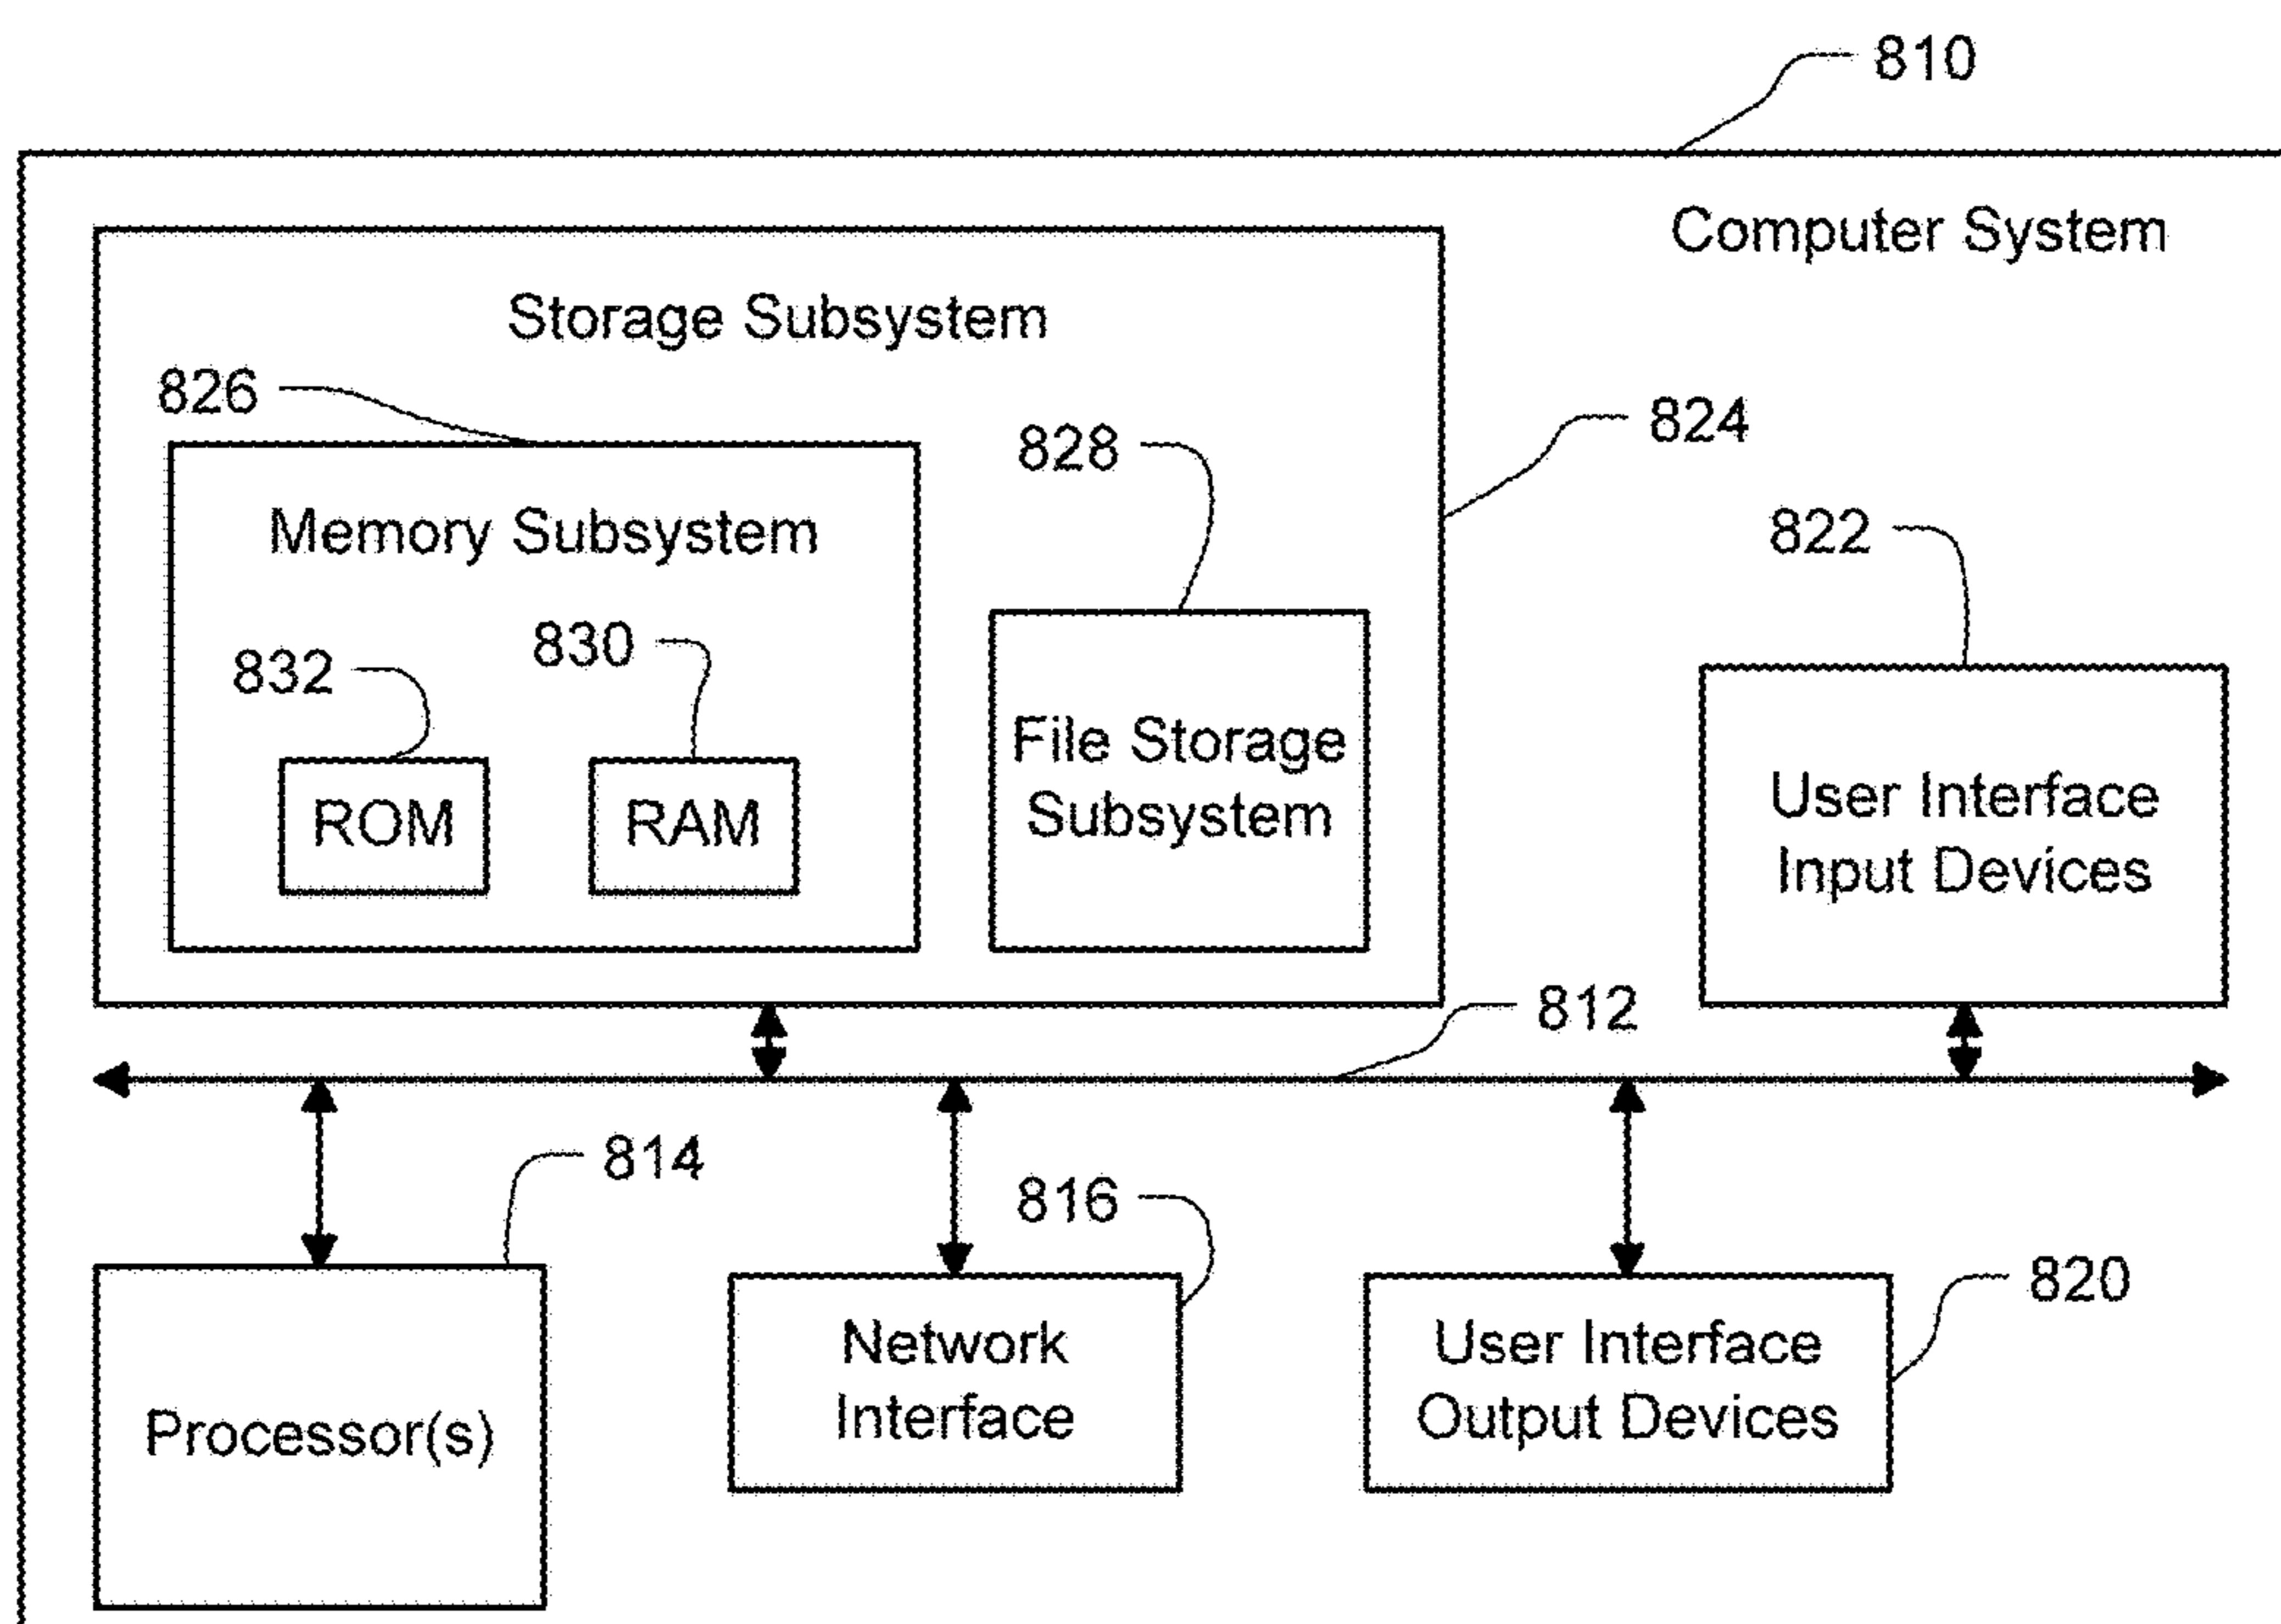 810
Computer System
Storage Subsystem
826
824
828
Memory Subsystem
822
830
832
File Storage
Subsystem
ROM
RAM
User Interface
Input Devices
812
814
816
820
Network
Interface
User Interface
Output Devices
Processor(s)